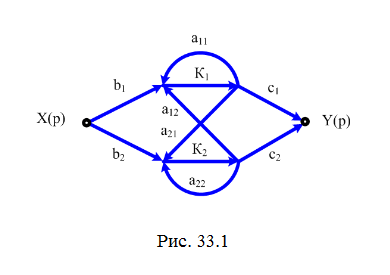 a11
K1
b1
c1
X(p)
a12
Y(p)
a21
b2
K2
c2
a22
Рис. 33.1